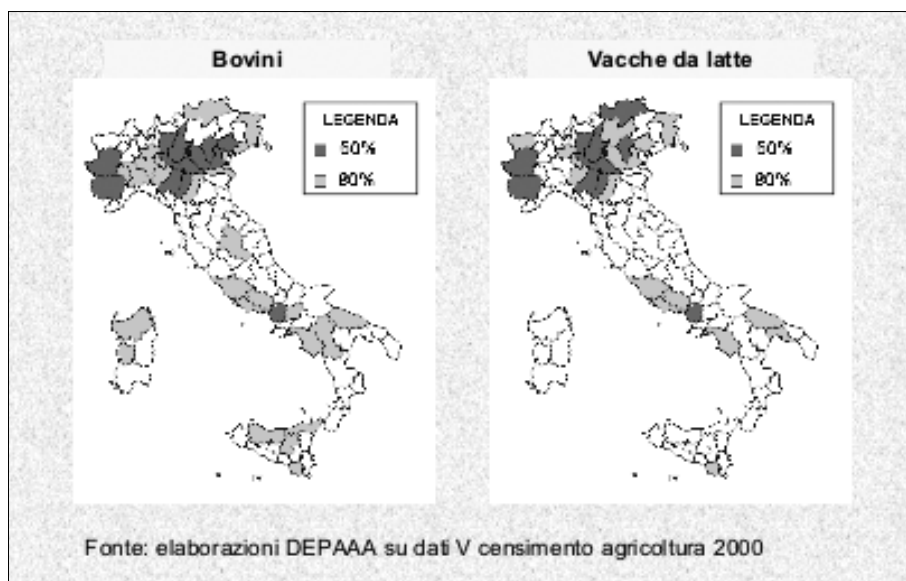 Bovini
Vacche da latte
LEGENDA
50%
80%
LEGENDA
50%
80%
Fonte: elaborazioni DEPAAA su dati V censimento agricoltura 2000